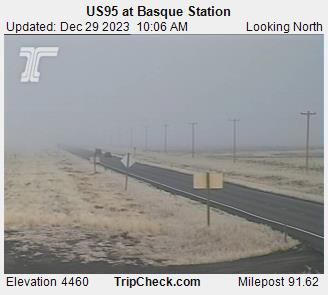 US95 at Basque Station
Updated: Dec 29 2023 10:06 AM Looking North
Elevation 4460 TripCheck.com Milepost 91.62